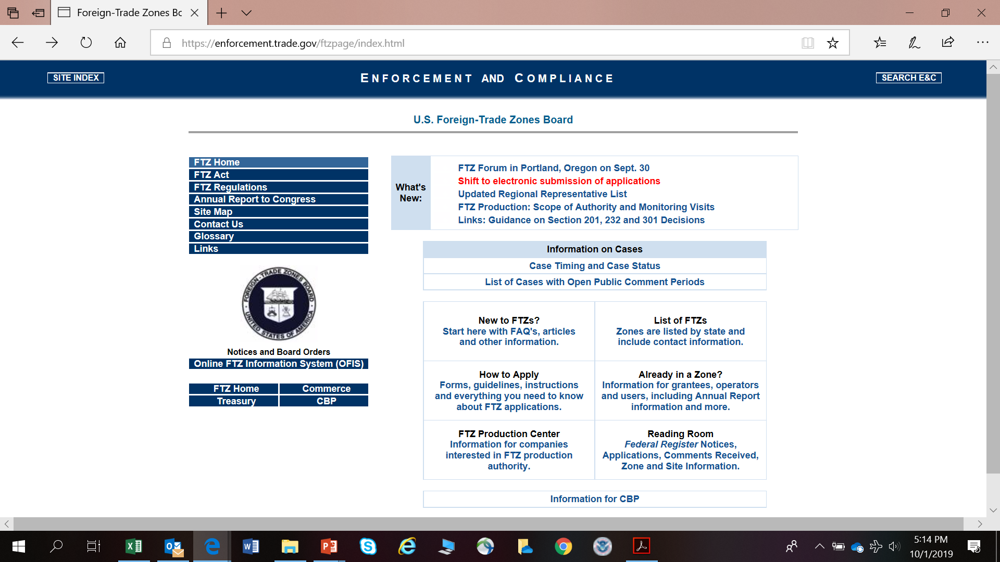 Foreign-Trade Zones Bc
https://enforcement.trade.gov/ftzpage/index.html
SITE INDEX
ENFORCEMENT AND COMPLIANCE
SEARCH E&C
U.S. Foreign-Trade Zones Board
FTZ Home
FTZ Act
FTZ Regulations
Annual Report to Congress
Site Map
Contact Us
Glossary
Links
FOREIGN-TRADE ZONES BOARD
UNITED STATES OF AMERICA
Notices and Board Orders
Online FTZ Information System (OFIS)
FTZ Home
Commerce
Treasury
CBP
What's
New:
FTZ Forum in Portland, Oregon on Sept. 30
Shift to electronic submission of applications
Updated Regional Representative List
FTZ Production: Scope of Authority and Monitoring Visits
Links: Guidance on Section 201, 232 and 301 Decisions
Information on Cases
Case Timing and Case Status
List of Cases with Open Public Comment Periods
New to FTZs?
Start here with FAQ's, articles
and other information.
List of FTZs
Zones are listed by state and
include contact information.
How to Apply
Forms, guidelines, instructions
and everything you need to know
about FTZ applications.
Already in a Zone?
Information for grantees, operators
and users, including Annual Report
information and more.
FTZ Production Center
Information for companies
interested in FTZ production
authority.
Reading Room
Federal Register Notices,
Applications, Comments Received,
Zone and Site Information.
Information for CBP
5:14 PM
10/1/2019